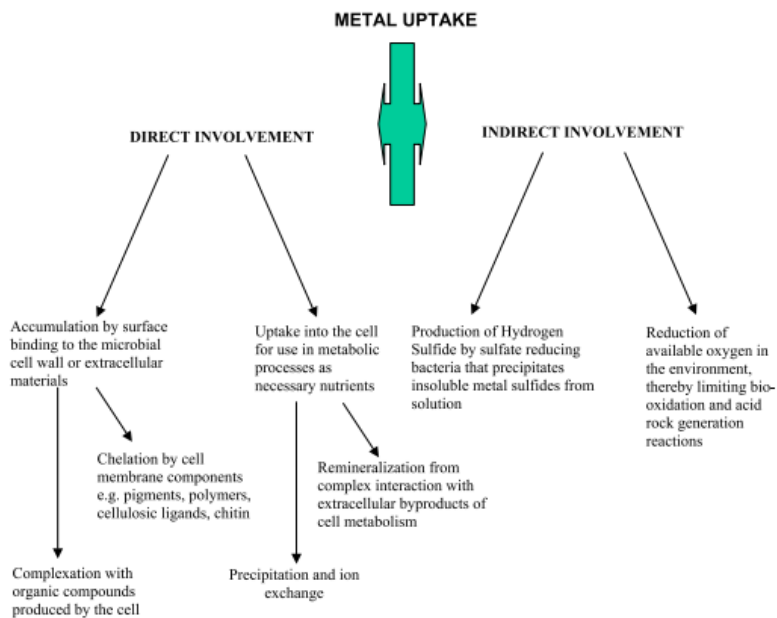 METAL UPTAKE
DIRECT INVOLVEMENT
INDIRECT INVOLVEMENT
Accumulation by surface
binding to the microbial
cell wall or extracellular
materials
Uptake into the cell
for use in metabolic
processes as
necessary nutrients
Production of Hydrogen
Sulfide by sulfate reducing
bacteria that precipitates
insoluble metal sulfides from
solution
Reduction of
available oxygen in
the environment,
thereby limiting bio-
oxidation and acid
rock generation
reactions
Chelation by cell
membrane components
e.g. pigments, polymers,
cellulosic ligands, chitin
Remineralization from
complex interaction with
extracellular byproducts of
cell metabolism
Complexation with
organic compounds
produced by the cell
Precipitation and ion
exchange